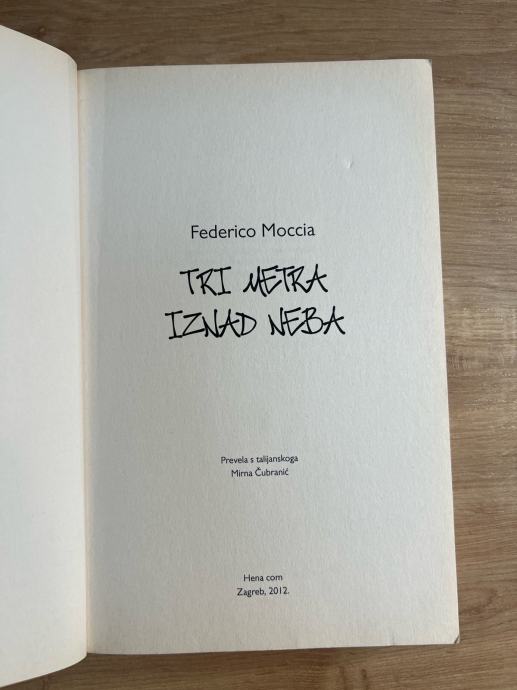 Federico Moccia
TRI METRA
IZNAD NEBA
Prevela s talijanskoga
Mirna Čubranić
Hena com
Zagreb, 2012.